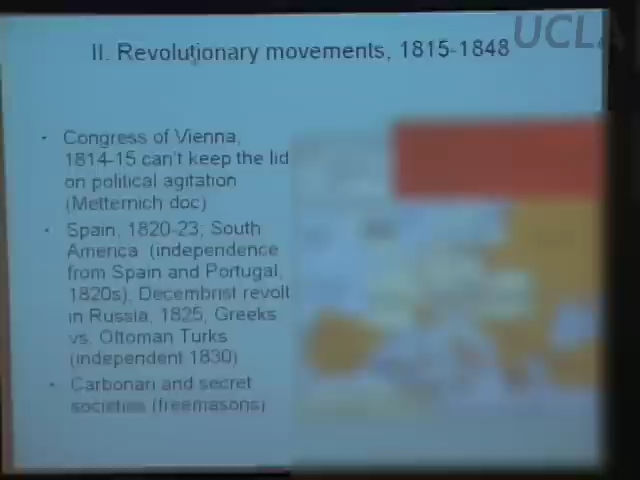 UCLA
II. Revolutionary movements, 1815-1848
· Congress of Vienna,
1814-15 can't keep the lid
on political agitation
(Metternich doc)
· Spain, 1820-23; South
America (independence
from Spain and Portugal,
1820s), Decembrist revolt
in Russia, 1825, Greeks
vs. Ottoman Turks
(independent 1830)
· Carbonari and secret
societies (freemasons)